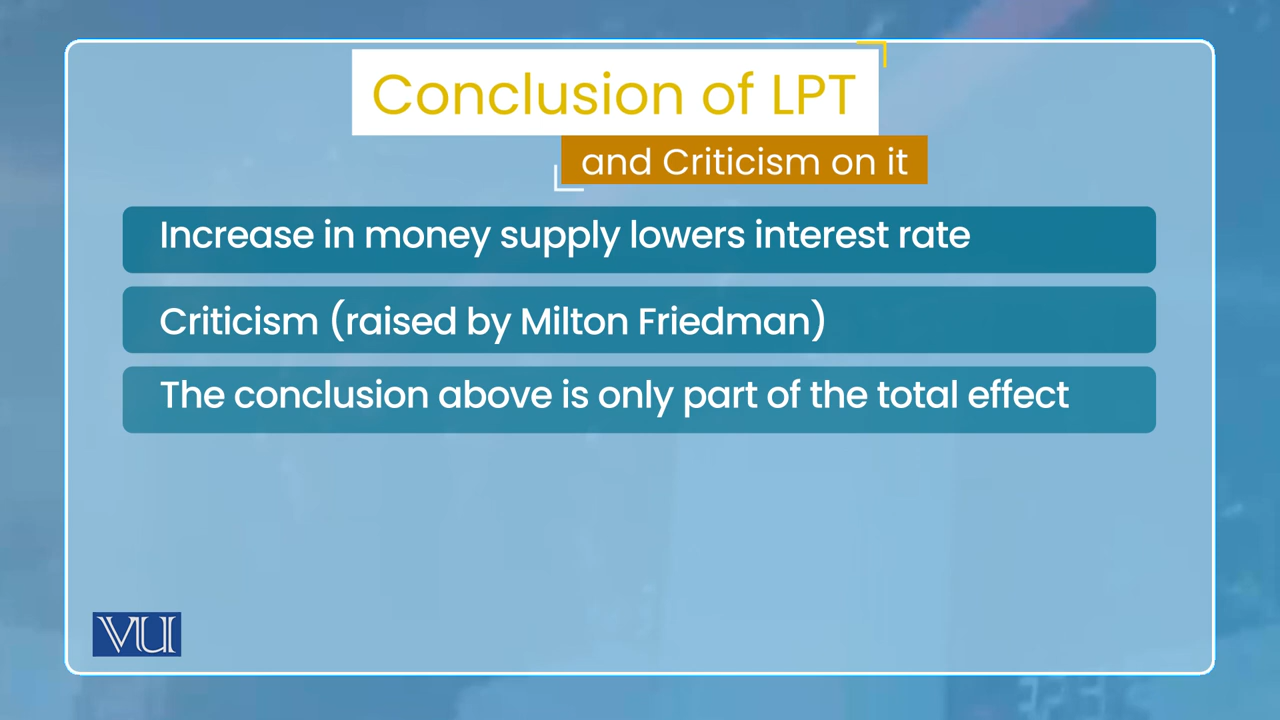 Conclusion of LPT
and Criticism on it
Increase in money supply lowers interest rate
Criticism (raised by Milton Friedman)
The conclusion above is only part of the total effect
VU